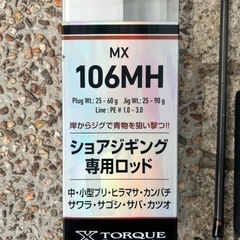 MX
106MH
Plug Wt.: 25 - 60 g Jig Wt.: 25 - 90 g
Line : PE # 1.0 - 3.0
岸からジグで青物を狙い撃つ!!
ショアジギング
専用ロッド
中・小型ブリ・ヒラマサ・カンパチ
サワラ・サゴシ・サバ・カツオ
X TORQUE